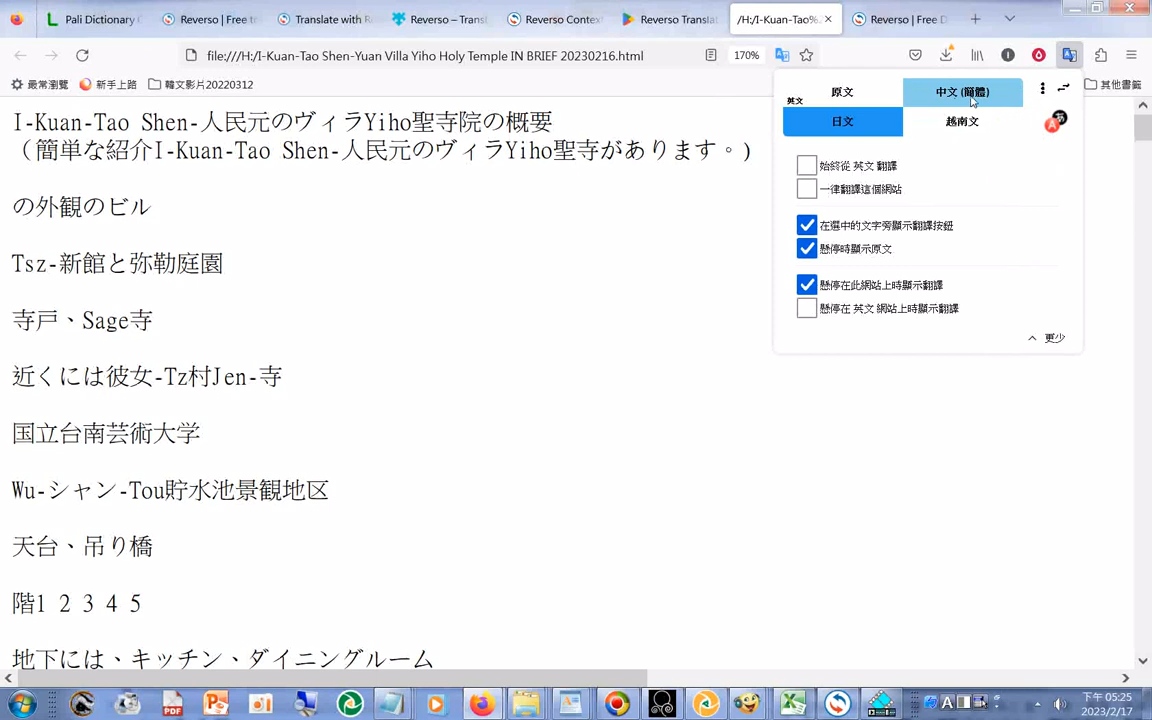 Pali Dictionary
Reverso | Free t
Translate with R
Reverso – Trans
Reverso Contex
Reverso Transla
/H:/I-Kuan-Tao%
Reverso | Free D
file:///H:/I-Kuan-Tao Shen-Yuan Villa Yiho Holy Temple IN BRIEF 20230216.html
170%
最常瀏覽
新手上路
韓文影片20220312
其他書籤
I-Kuan-Tao Shen-人民元のヴィラYiho聖寺院の概要
（簡単な紹介I-Kuan-Tao Shen-人民元のヴィラYiho聖寺があります。)
の外観のビル
Tsz-新館と弥勒庭園
寺戸、Sage寺
近くには彼女-Tz村Jen-寺
国立台南芸術大学
Wu-シャン-Tou貯水池景観地区
天台、吊り橋
階1 2 3 4 5
地下には、キッチン、ダイニングルーム
英文
原文
中文 (簡體)
日文
越南文
始終從 英文 翻譯
一律翻譯這個網站
在選中的文字旁顯示翻譯按鈕
懸停時顯示原文
懸停在此網站上時顯示翻譯
懸停在 英文 網站上時顯示翻譯
更少
下午 05:25
2023/2/17